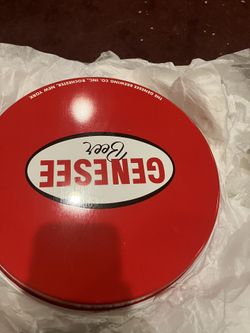 GENESEE
Beer
THE GENESEE BREWING CO. INC. ROCHESTER, NEW YORK